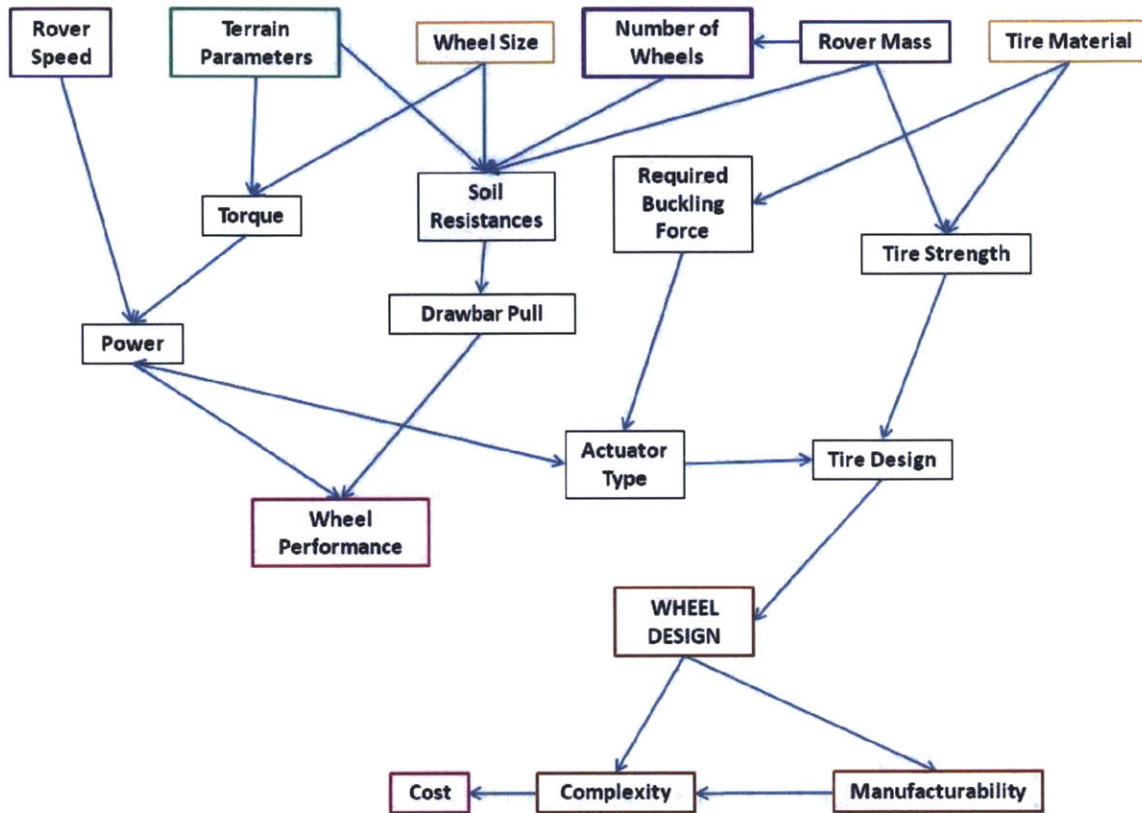 Rover
Speed
Terrain
Parameters
Wheel Size
Number of
Wheels
Rover Mass
Tire Material
Torque
Soil
Resistances
Required
Buckling
Force
Tire Strength
Power
Drawbar Pull
Actuator
Type
Tire Design
Wheel
Performance
WHEEL
DESIGN
Cost
Complexity
Manufacturability